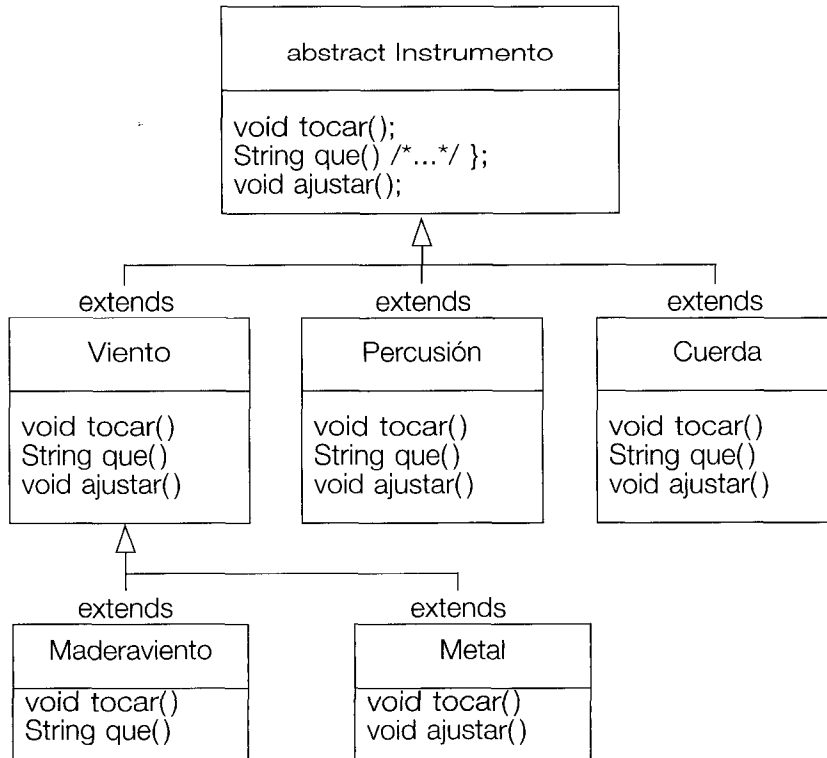 abstract Instrumento
void tocar();
String que() /*...*/ };
void ajustar();
extends
extends
extends
Viento
void tocar()
String que()
void ajustar()
Percusión
void tocar()
String que()
void ajustar()
Cuerda
void tocar()
String que()
void ajustar()
extends
extends
Maderaviento
void tocar()
String que()
Metal
void tocar()
void ajustar()